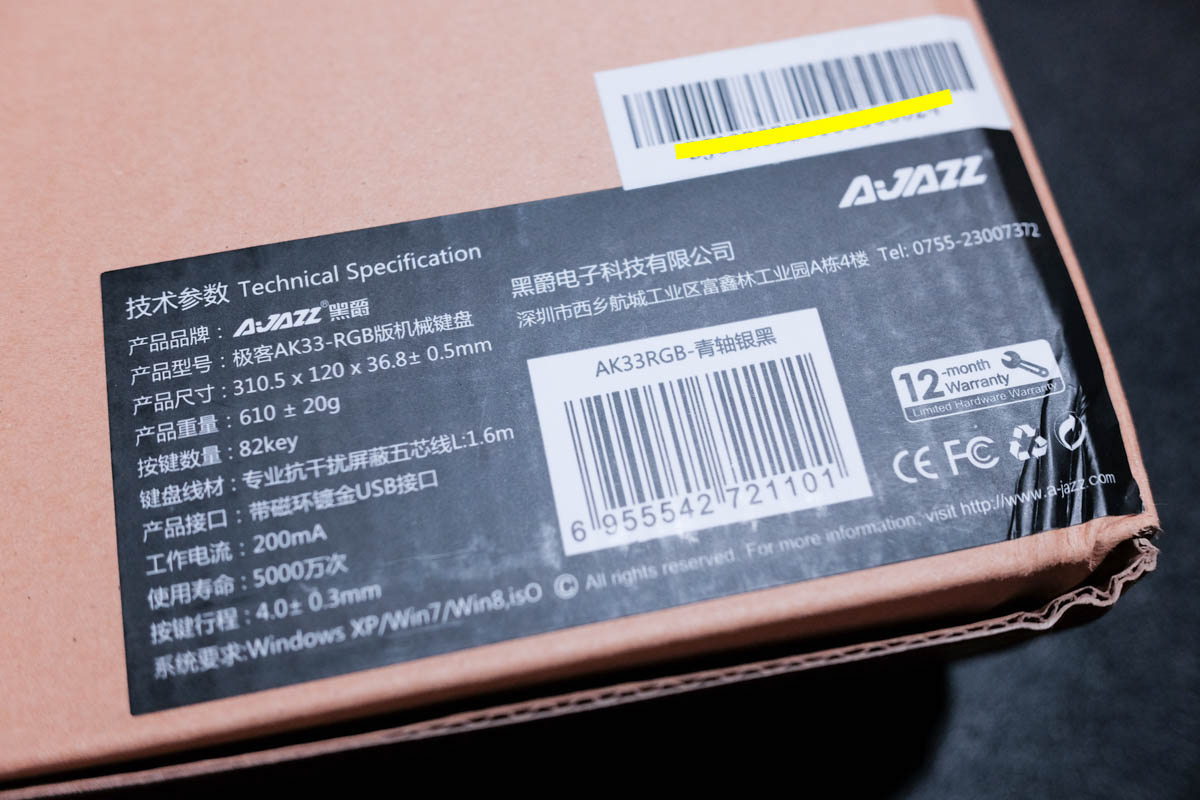 A-JAZZ
技术参数 Technical Specification
产品品牌：A-JAZZ®黑爵
产品型号：极客AK33-RGB版机械键盘
产品尺寸：310.5 x 120 x 36.8± 0.5mm
产品重量：610 ± 20g
按键数量：82key
键盘线材：专业抗干扰屏蔽五芯线L:1.6m
产品接口：带磁环镀金USB接口
工作电流：200mA
使用寿命：5000万次
按键行程：4.0± 0.3mm
系统要求:Windows XP/Win7/Win8,isO
黑爵电子科技有限公司
深圳市西乡航城工业区富鑫林工业园A栋4楼 Tel: 0755-23007372
AK33RGB-青轴银黑
6 955542 721101
12-month
Warranty
Limited Hardware Warranty
CE FC
© All rights reserved. For more information, visit http://www.a-jazz.com